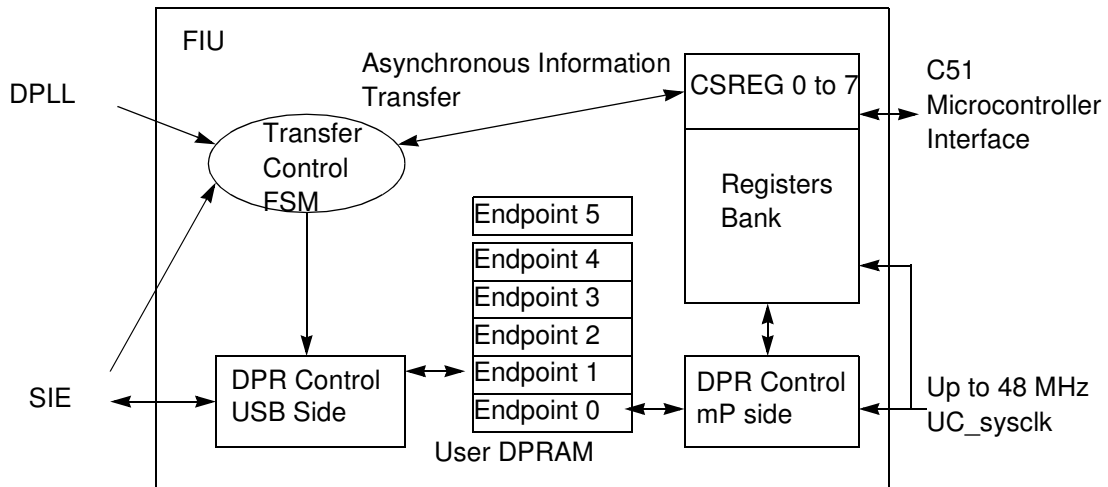 FIU
DPLL
Asynchronous Information
Transfer
CSREG 0 to 7
C51
Microcontroller
Interface
Transfer
Control
FSM
Registers
Bank
Endpoint 5
Endpoint 4
Endpoint 3
Endpoint 2
Endpoint 1
Endpoint 0
User DPRAM
SIE
DPR Control
USB Side
DPR Control
mP side
Up to 48 MHz
UC_sysclk